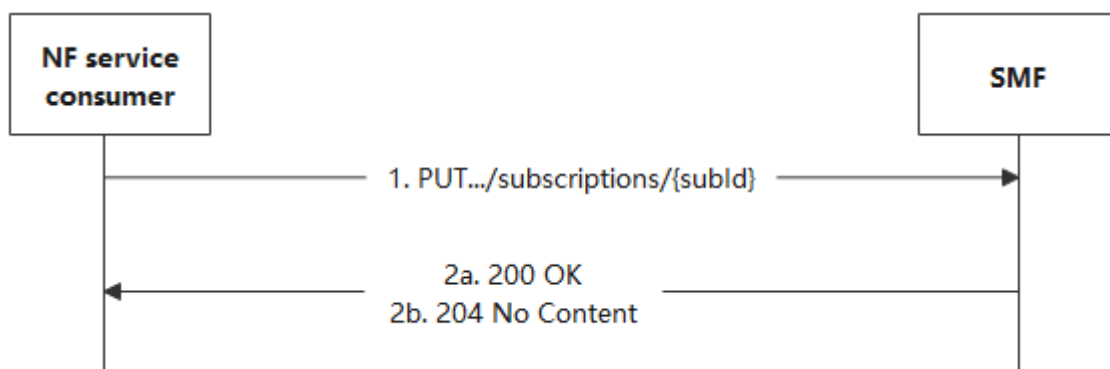 NF service
consumer
SMF
1. PUT.../subscriptions/{subId}
2a. 200 OK
2b. 204 No Content